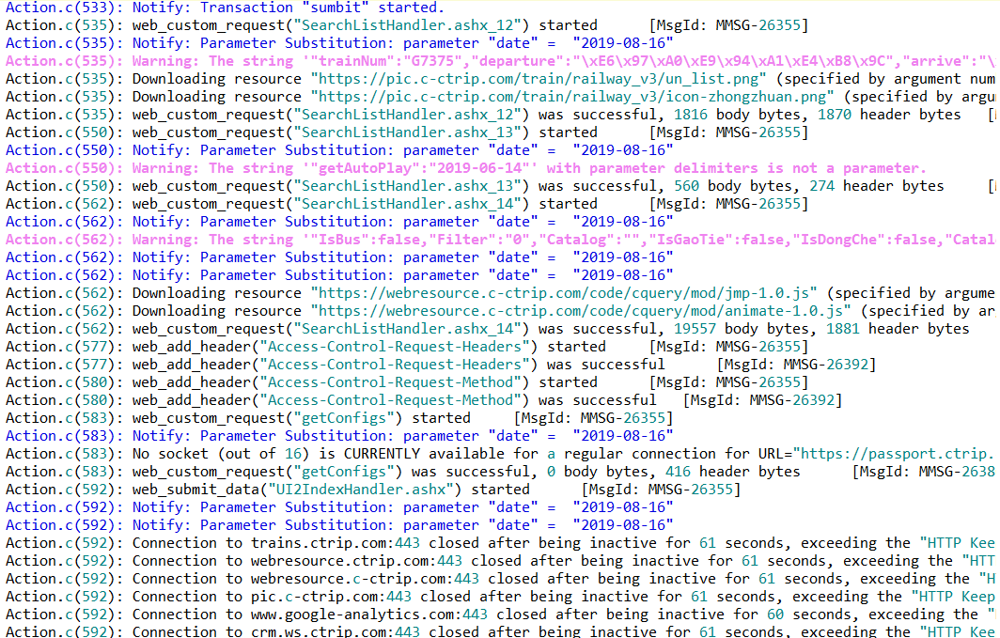 Action.c(533): Notify: Transaction "sumbit" started.
Action.c(535): web_custom_request("SearchListHandler.ashx_12") started      [MsgId: MMSG-26355]
Action.c(535): Notify: Parameter Substitution: parameter "date" =  "2019-08-16"
Action.c(535): Warning: The string '"trainNum":"G7375","departure":"\xE6\x97\xA0\xE9\x94\xA1\xE4\xB8\x9C","arrive":"\
Action.c(535): Downloading resource "https://pic.c-ctrip.com/train/railway_v3/un_list.png" (specified by argument num
Action.c(535): Downloading resource "https://pic.c-ctrip.com/train/railway_v3/icon-zhongzhuan.png" (specified by argu
Action.c(535): web_custom_request("SearchListHandler.ashx_12") was successful, 1816 body bytes, 1870 header bytes   [
Action.c(550): web_custom_request("SearchListHandler.ashx_13") started      [MsgId: MMSG-26355]
Action.c(550): Notify: Parameter Substitution: parameter "date" =  "2019-08-16"
Action.c(550): Warning: The string '"getAutoPlay":"2019-06-14"' with parameter delimiters is not a parameter.
Action.c(550): web_custom_request("SearchListHandler.ashx_13") was successful, 560 body bytes, 274 header bytes     [
Action.c(562): web_custom_request("SearchListHandler.ashx_14") started      [MsgId: MMSG-26355]
Action.c(562): Notify: Parameter Substitution: parameter "date" =  "2019-08-16"
Action.c(562): Warning: The string '"IsBus":false,"Filter":"0","Catalog":"","IsGaoTie":false,"IsDongChe":false,"Catal
Action.c(562): Notify: Parameter Substitution: parameter "date" =  "2019-08-16"
Action.c(562): Notify: Parameter Substitution: parameter "date" =  "2019-08-16"
Action.c(562): Downloading resource "https://webresource.c-ctrip.com/code/cquery/mod/jmp-1.0.js" (specified by argume
Action.c(562): Downloading resource "https://webresource.c-ctrip.com/code/cquery/mod/animate-1.0.js" (specified by ar
Action.c(562): web_custom_request("SearchListHandler.ashx_14") was successful, 19557 body bytes, 1881 header bytes
Action.c(577): web_add_header("Access-Control-Request-Headers") started     [MsgId: MMSG-26355]
Action.c(577): web_add_header("Access-Control-Request-Headers") was successful      [MsgId: MMSG-26392]
Action.c(580): web_add_header("Access-Control-Request-Method") started      [MsgId: MMSG-26355]
Action.c(580): web_add_header("Access-Control-Request-Method") was successful   [MsgId: MMSG-26392]
Action.c(583): web_custom_request("getConfigs") started     [MsgId: MMSG-26355]
Action.c(583): Notify: Parameter Substitution: parameter "date" =  "2019-08-16"
Action.c(583): No socket (out of 16) is CURRENTLY available for a regular connection for URL="https://passport.ctrip.
Action.c(583): web_custom_request("getConfigs") was successful, 0 body bytes, 416 header bytes      [MsgId: MMSG-2638
Action.c(592): web_submit_data("UI2IndexHandler.ashx") started      [MsgId: MMSG-26355]
Action.c(592): Notify: Parameter Substitution: parameter "date" =  "2019-08-16"
Action.c(592): Notify: Parameter Substitution: parameter "date" =  "2019-08-16"
Action.c(592): Connection to trains.ctrip.com:443 closed after being inactive for 61 seconds, exceeding the "HTTP Kee
Action.c(592): Connection to webresource.ctrip.com:443 closed after being inactive for 61 seconds, exceeding the "HTT
Action.c(592): Connection to webresource.c-ctrip.com:443 closed after being inactive for 61 seconds, exceeding the "H
Action.c(592): Connection to pic.c-ctrip.com:443 closed after being inactive for 61 seconds, exceeding the "HTTP Keep
Action.c(592): Connection to www.google-analytics.com:443 closed after being inactive for 60 seconds, exceeding the "
Action.c(592): Connection to crm.ws.ctrip.com:443 closed after being inactive for 61 seconds, exceeding the "HTTP Kee